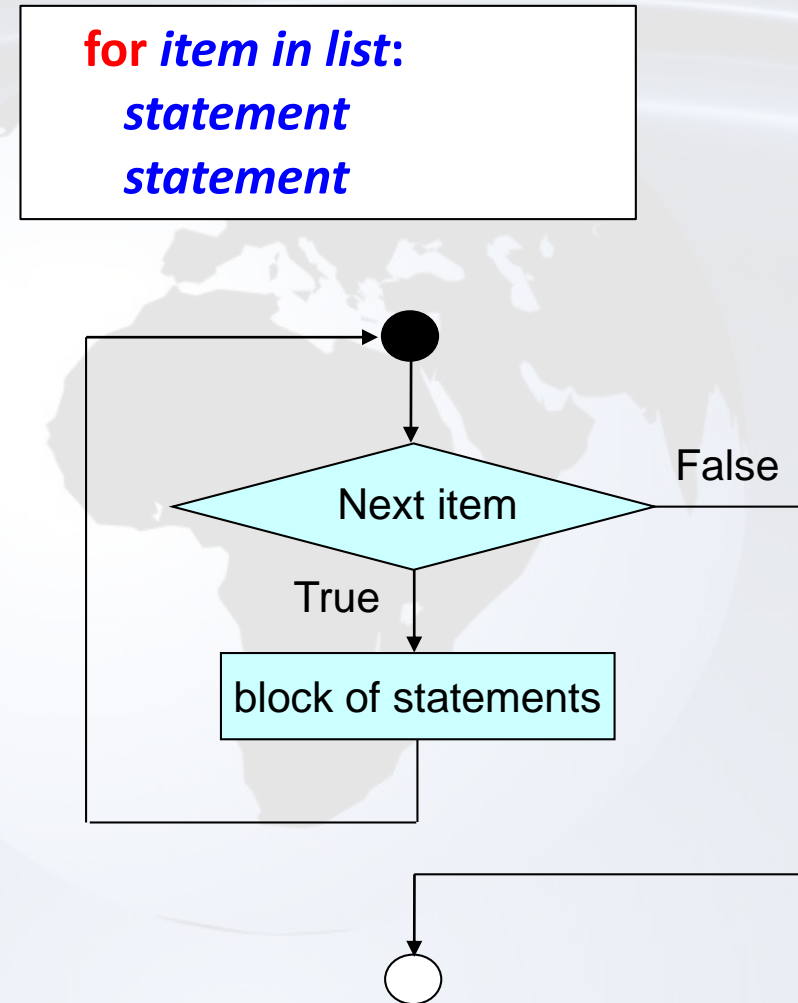 for item in list:
statement
statement
Next item
False
True
block of statements